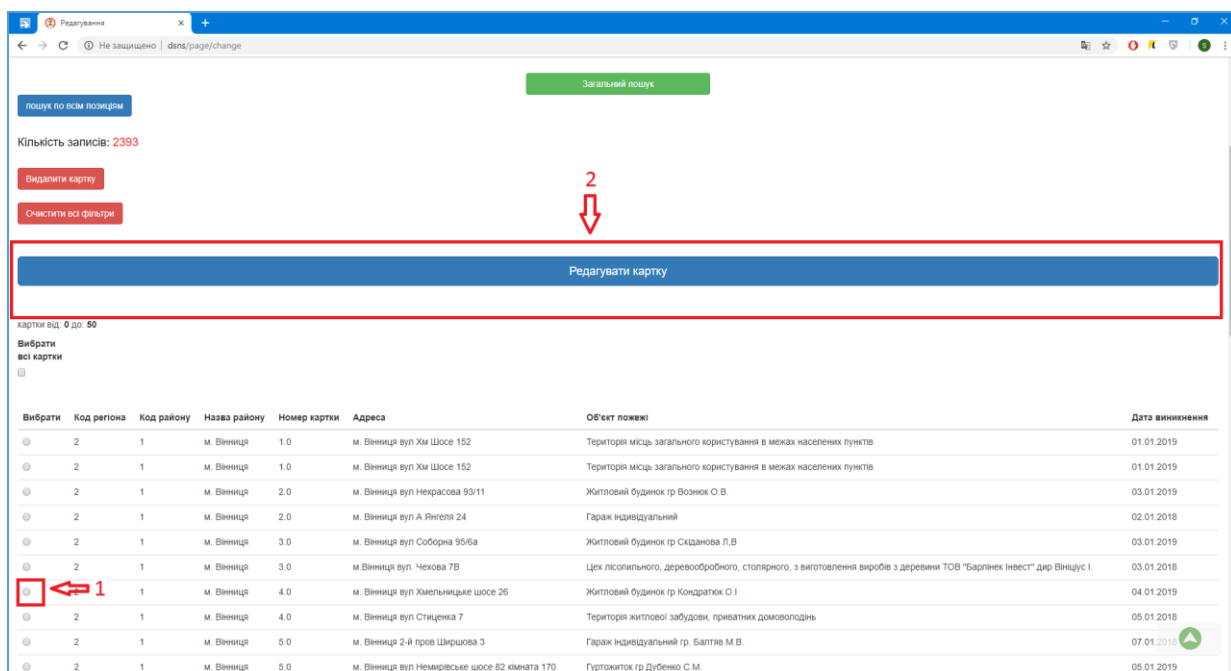 Редагування
Не защищено | dsns/page/change
Загальний пошук
пошук по всім позиціям
Кількість записів: 2393
Видалити картку
2
Очистити всі фільтри
Редагувати картку
картки від: 0 до: 50
Вибрати
всі картки
Вибрати Код регіона Код району Назва району Номер картки Адреса Об'єкт пожежі Дата виникнення
2 1 м. Вінниця 1.0 м. Вінниця вул Хм Шосе 152 Територія місць загального користування в межах населених пунктів 01.01.2019
2 1 м. Вінниця 1.0 м. Вінниця вул Хм Шосе 152 Територія місць загального користування в межах населених пунктів 01.01.2019
2 1 м. Вінниця 2.0 м. Вінниця вул Некрасова 93/11 Житловий будинок гр Вознюк О.В. 03.01.2019
2 1 м. Вінниця 2.0 м. Вінниця вул А Янгеля 24 Гараж індивідуальний 02.01.2018
2 1 м. Вінниця 3.0 м. Вінниця вул Соборна 95/6а Житловий будинок гр Скіданова Л,В 03.01.2019
2 1 м. Вінниця 3.0 м.Вінниця вул. Чехова 7В Цех лісопильного, деревообробного, столярного, з виготовлення виробів з деревини ТОВ "Барлінек Інвест" дир Вініціус І. 03.01.2018
1 2 1 м. Вінниця 4.0 м. Вінниця вул Хмельницьке шосе 26 Житловий будинок гр Кондратюк О.І 04.01.2019
2 1 м. Вінниця 4.0 м. Вінниця вул Стиценка 7 Територія житлової забудови, приватних домоволодінь 05.01.2018
2 1 м. Вінниця 5.0 м. Вінниця 2-й пров Ширшова 3 Гараж індивідуальний гр. Балтяв М.В. 07.01.2018
2 1 м. Вінниця 5.0 м. Вінниця вул Немирівське шосе 82 кімната 170 Гуртожиток гр Дубенко С.М. 05.01.2019